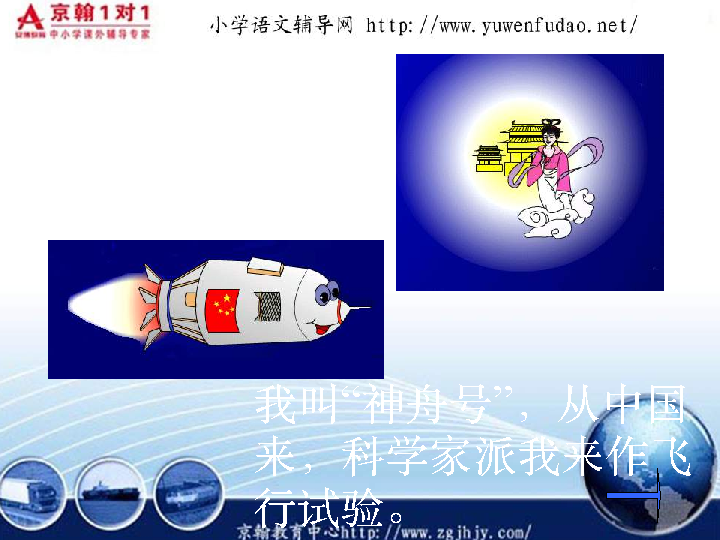 京翰1对1
中小学课外辅导专家
小学语文辅导网 http://www.yuwenfudao.net/
我叫“神舟号”，从中国
来，科学家派我来作飞
行试验。
京翰教育中心http://www.zgjhjy.com/